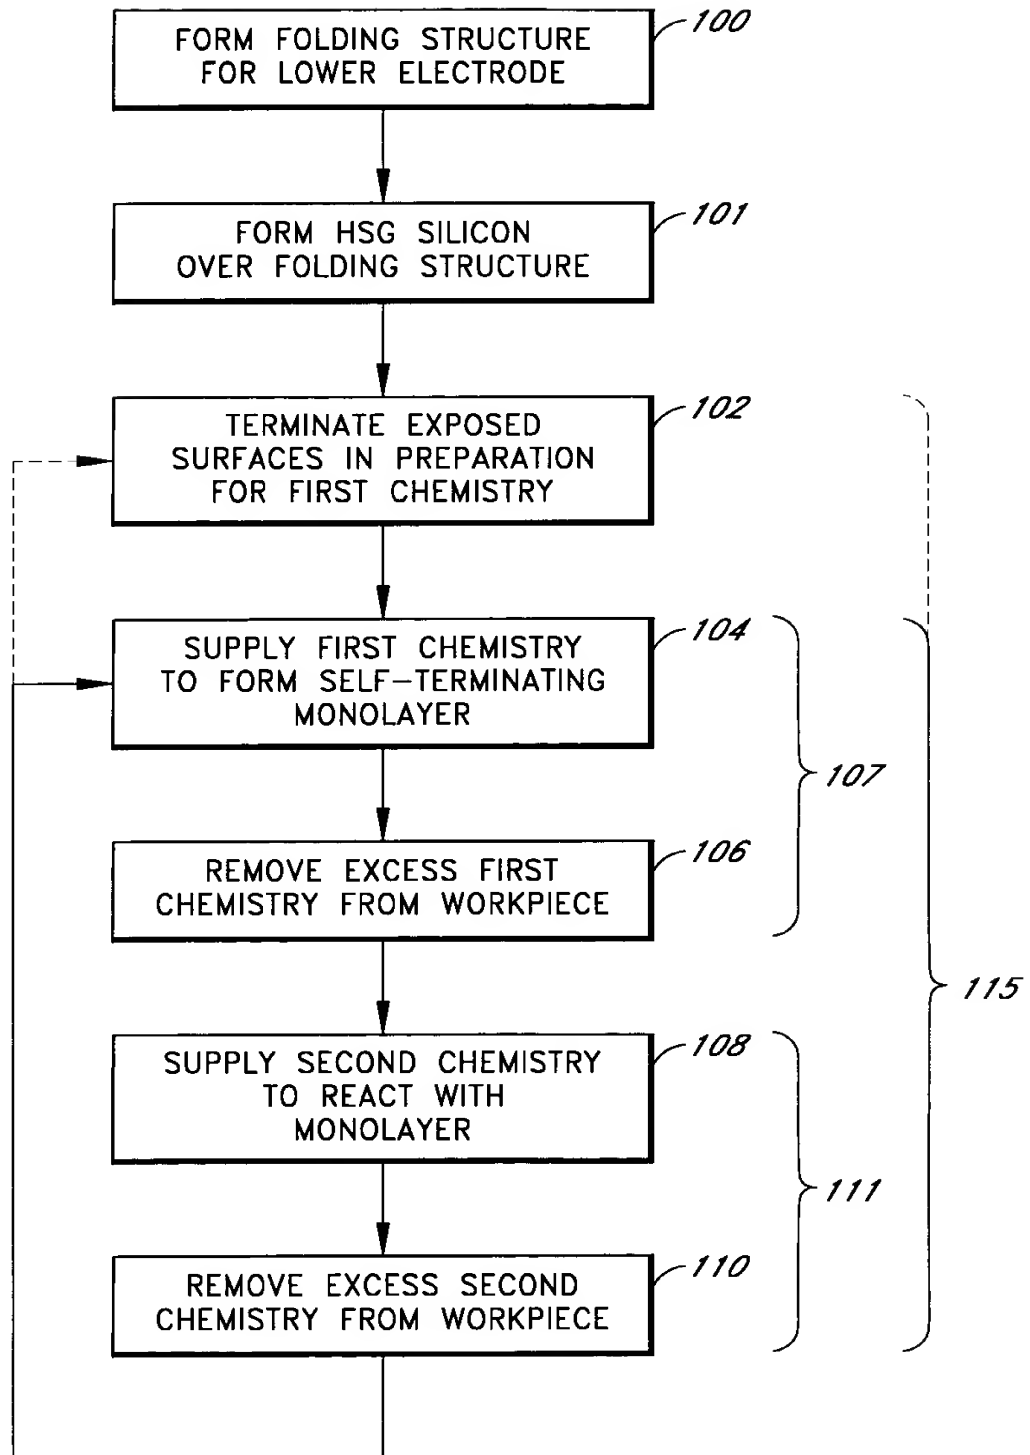 FORM FOLDING STRUCTURE
FOR LOWER ELECTRODE
100
FORM HSG SILICON
OVER FOLDING STRUCTURE
101
TERMINATE EXPOSED
SURFACES IN PREPARATION
FOR FIRST CHEMISTRY
102
SUPPLY FIRST CHEMISTRY
TO FORM SELF-TERMINATING
MONOLAYER
104
107
REMOVE EXCESS FIRST
CHEMISTRY FROM WORKPIECE
106
115
SUPPLY SECOND CHEMISTRY
TO REACT WITH
MONOLAYER
108
111
REMOVE EXCESS SECOND
CHEMISTRY FROM WORKPIECE
110